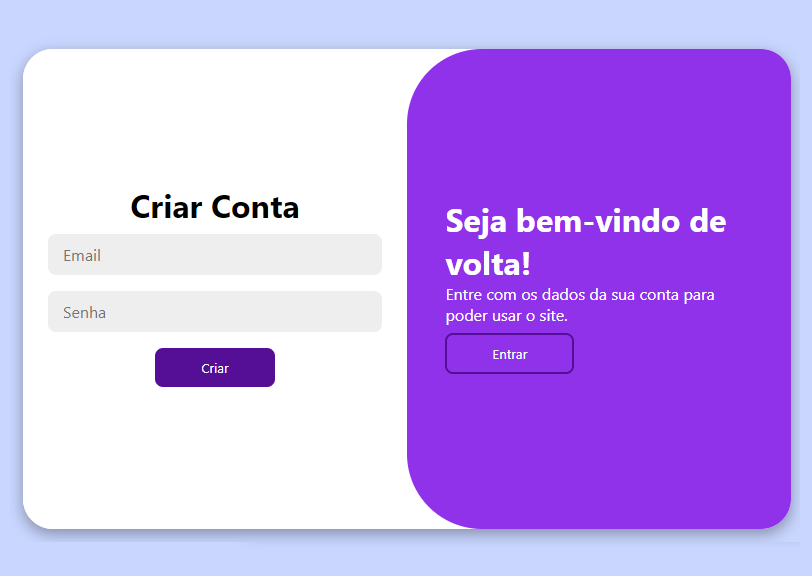 Criar Conta
Email
Senha
Criar
Seja bem-vindo de
volta!
Entre com os dados da sua conta para
poder usar o site.
Entrar